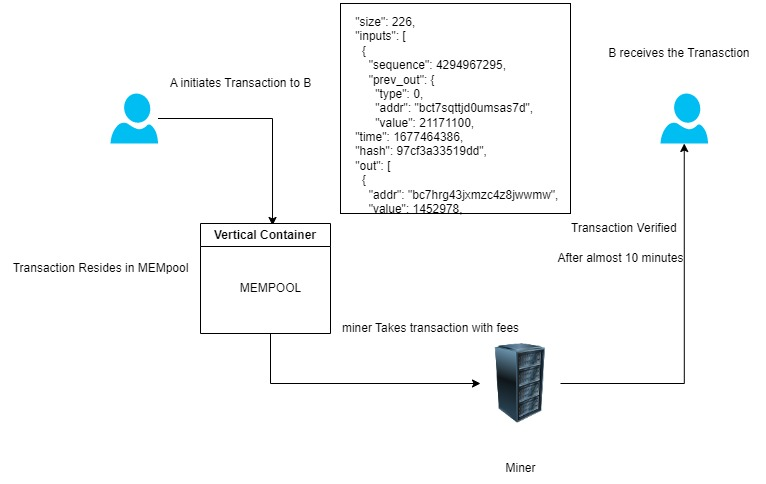 "size": 226,
"inputs": [
{
"sequence": 4294967295,
"prev_out": {
"type": 0,
"addr": "bct7sqttjd0umsas7d",
"value": 21171100,
"time": 1677464386,
"hash": 97cf3a33519dd",
"out": [
{
"addr": "bc7hrg43jxmzc4z8jwwmw",
"value": 1452978,
A initiates Transaction to B
B receives the Tranasction
Vertical Container
MEMPOOL
Transaction Resides in MEMpool
Transaction Verified
After almost 10 minutes
miner Takes transaction with fees
Miner